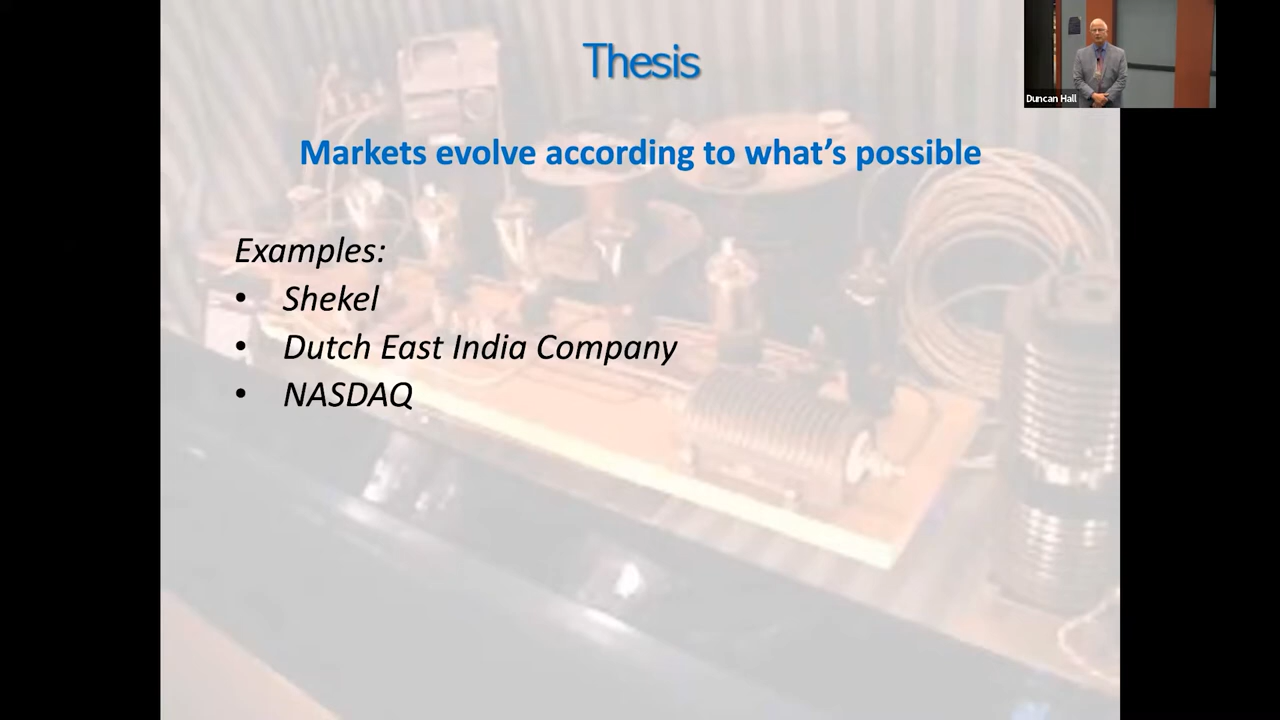 Thesis
Duncan Hall
Markets evolve according to what’s possible
Examples:
• Shekel
• Dutch East India Company
• NASDAQ